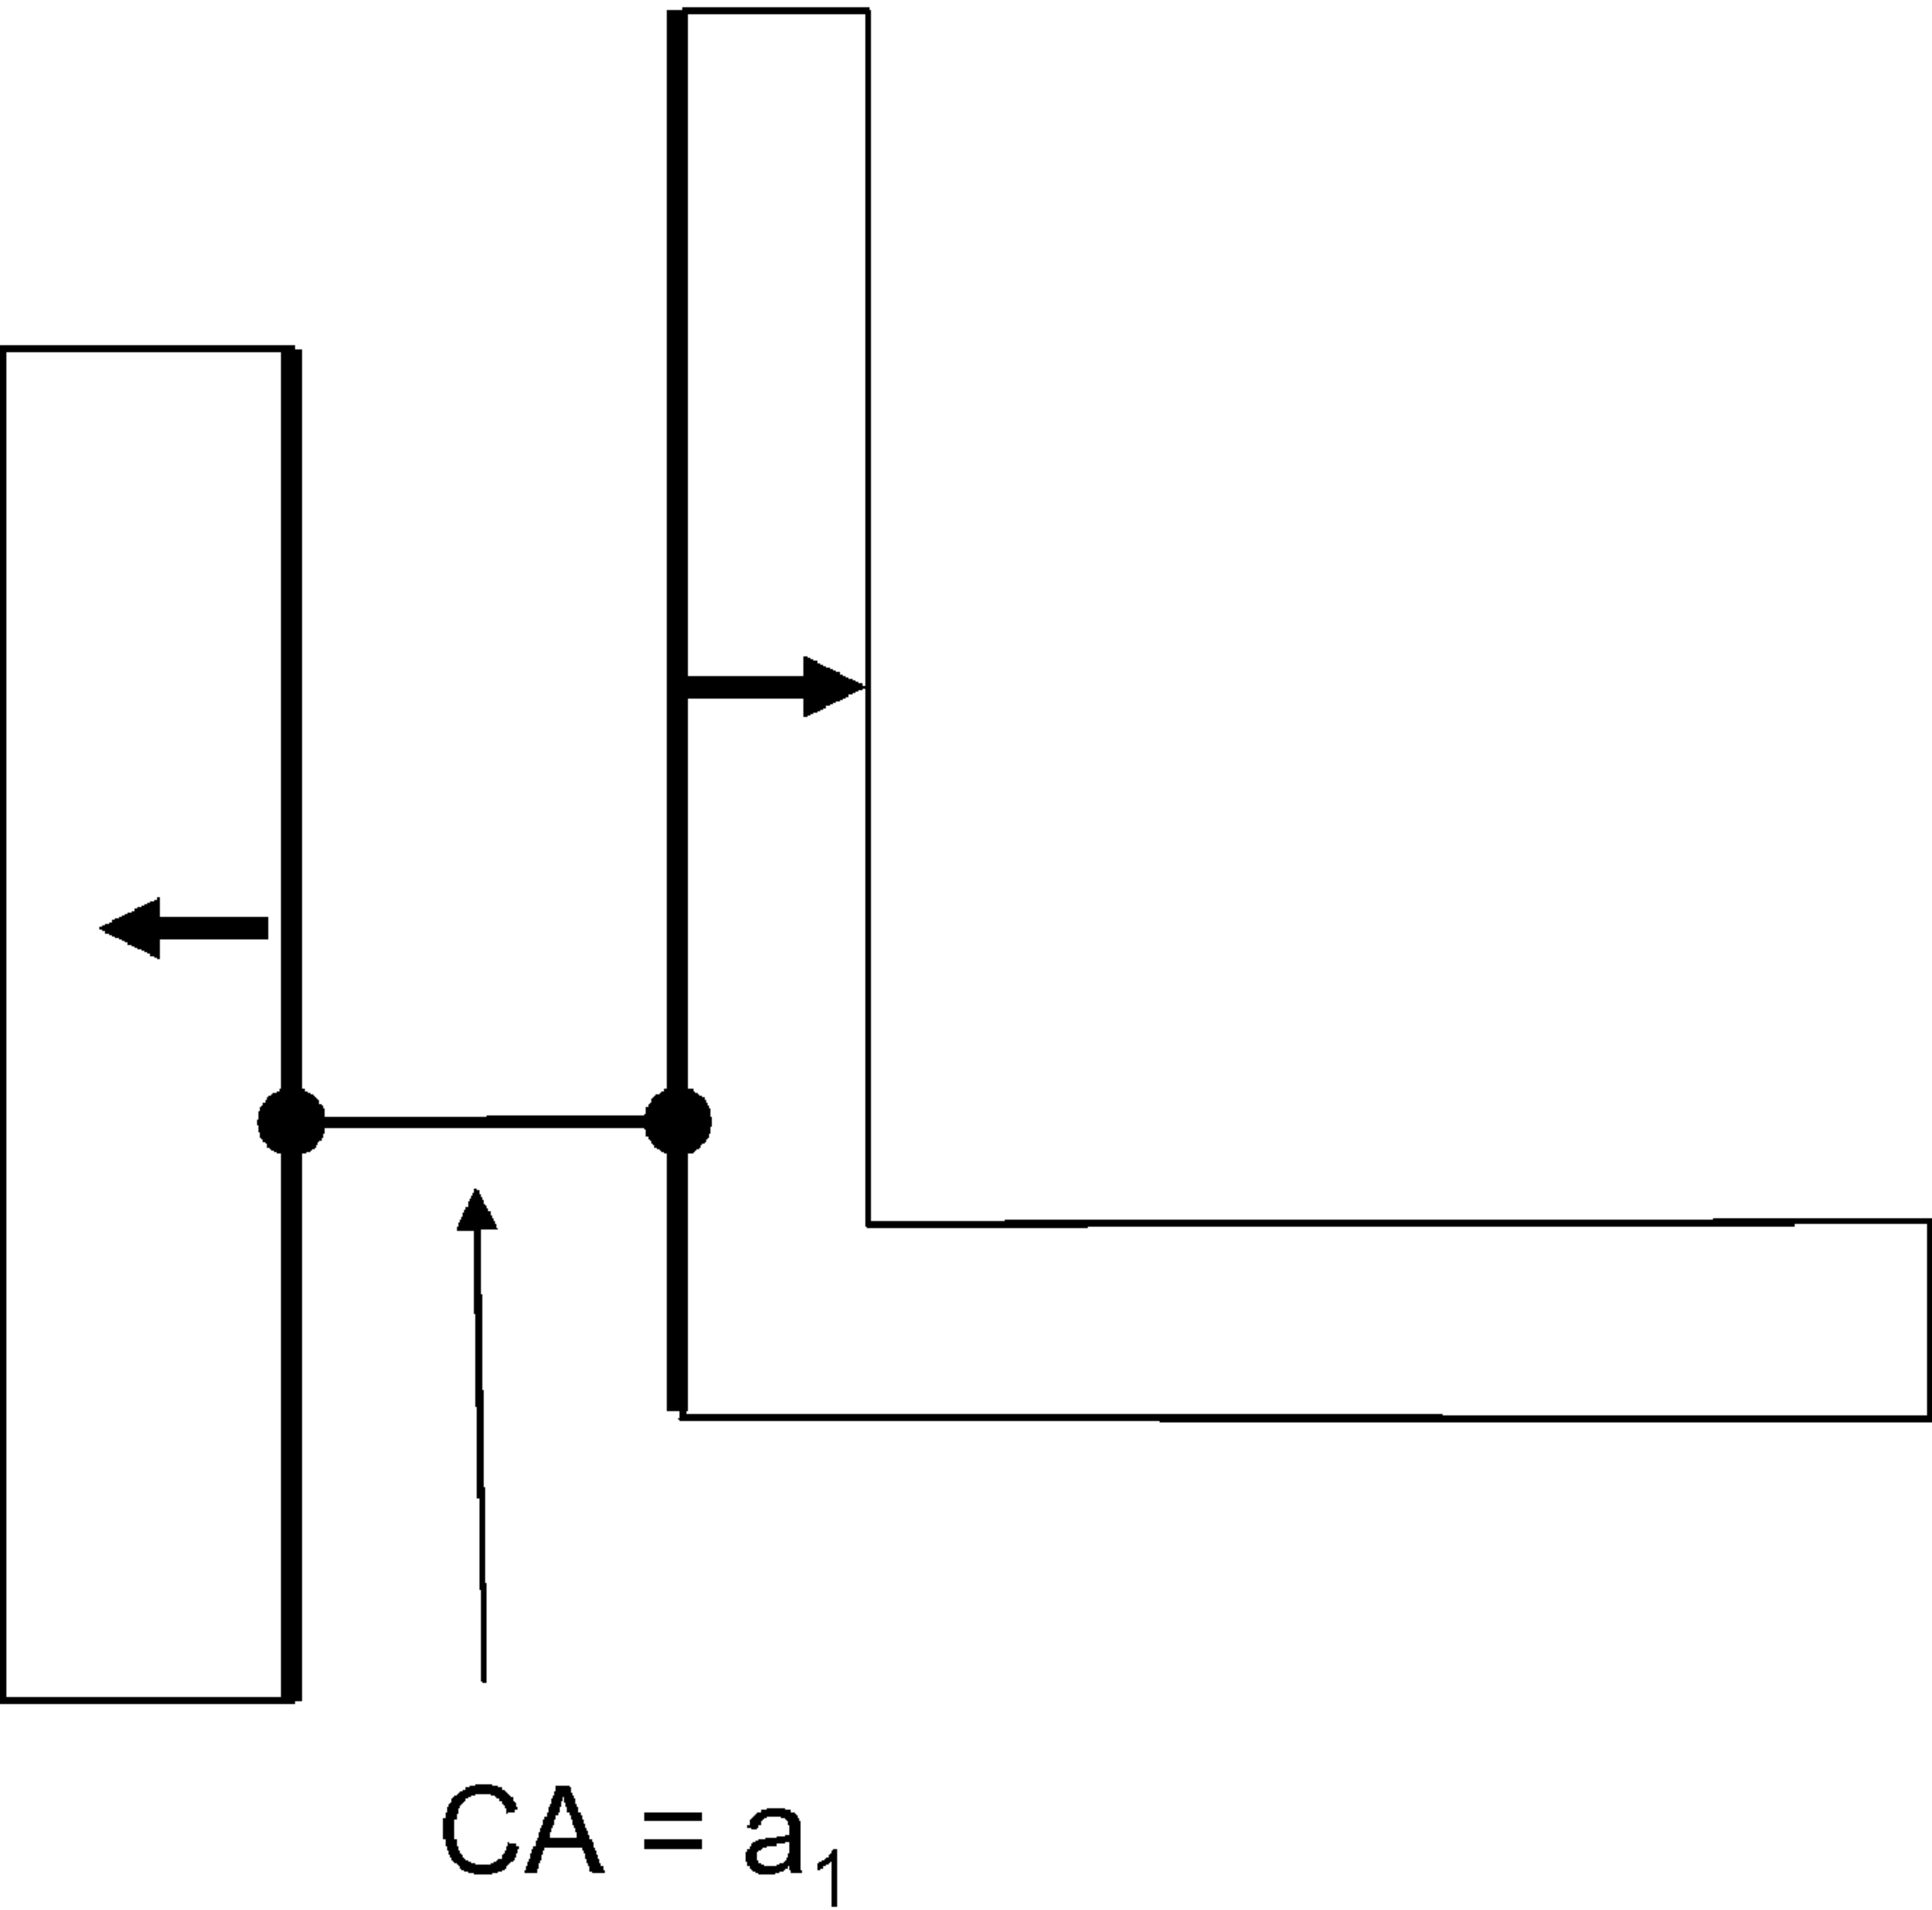 CA = a₁